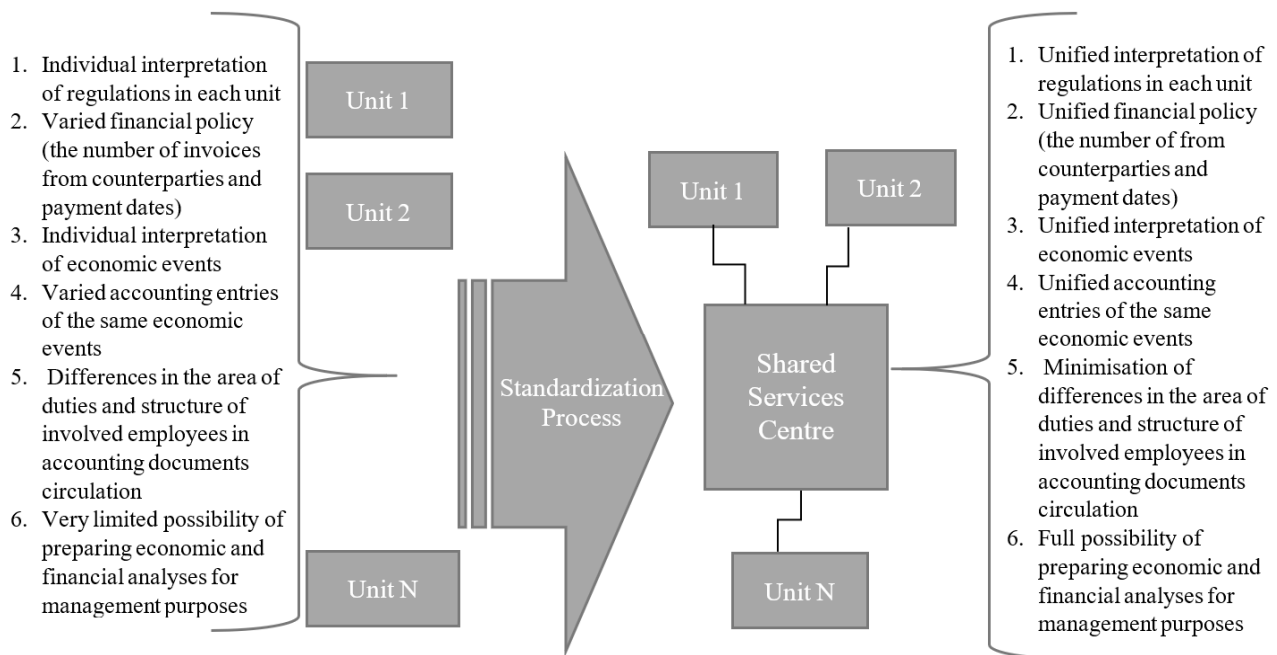 1. Individual interpretation
of regulations in each unit
2. Varied financial policy
(the number of invoices
from counterparties and
payment dates)
3. Individual interpretation
of economic events
4. Varied accounting entries
of the same economic
events
5. Differences in the area of
duties and structure of
involved employees in
accounting documents
circulation
6. Very limited possibility of
preparing economic and
financial analyses for
management purposes
Unit 1
Unit 2
Unit N
Standardization
Process
Unit 1
Unit 2
Shared
Services
Centre
Unit N
1. Unified interpretation of
regulations in each unit
2. Unified financial policy
(the number of from
counterparties and
payment dates)
3. Unified interpretation of
economic events
4. Unified accounting
entries of the same
economic events
5. Minimisation of
differences in the area of
duties and structure of
involved employees in
accounting documents
circulation
6. Full possibility of
preparing economic and
financial analyses for
management purposes